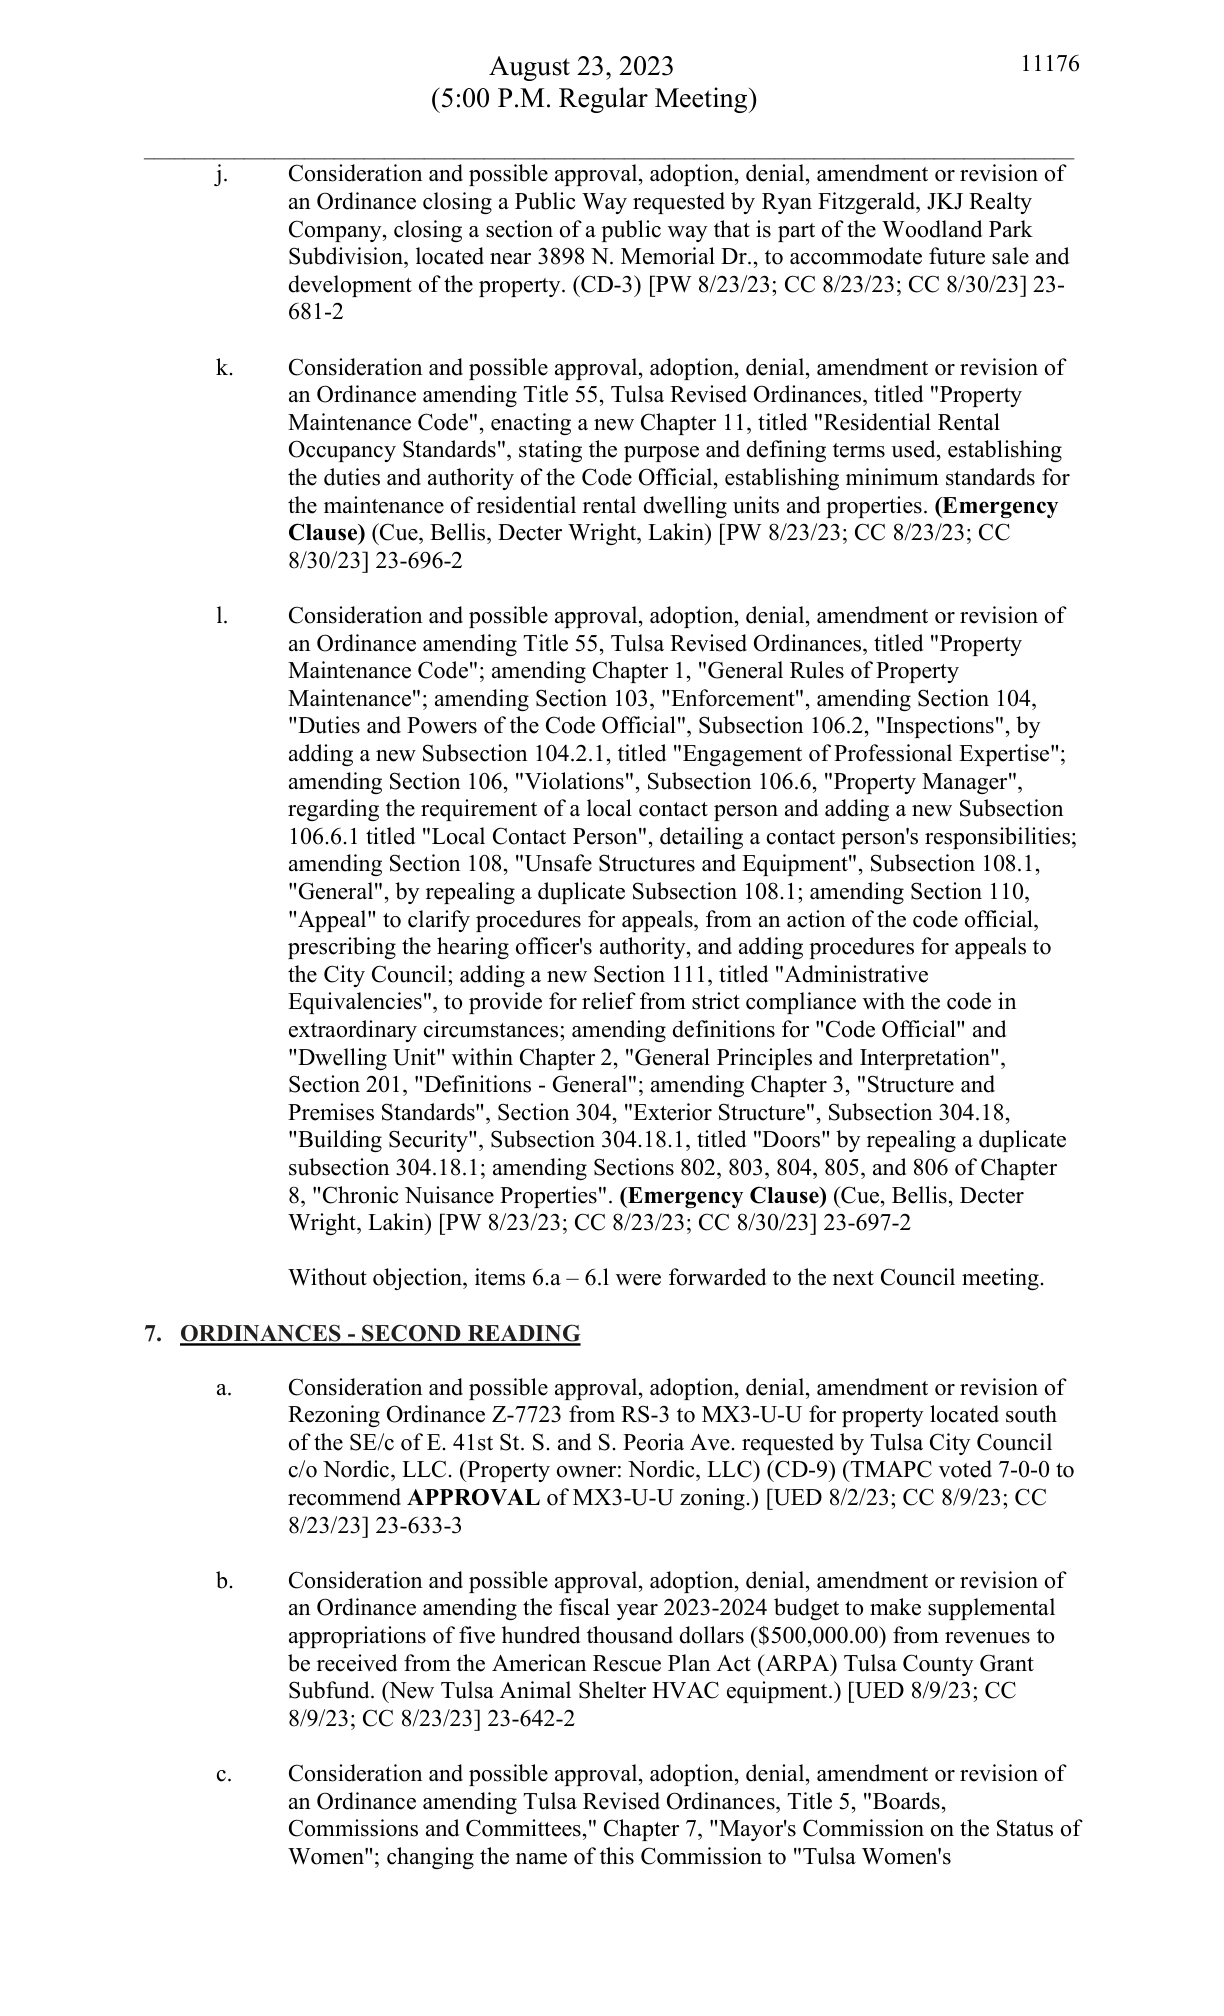 August 23, 2023
11176
(5:00 P.M. Regular Meeting)
j. Consideration and possible approval, adoption, denial, amendment or revision of
an Ordinance closing a Public Way requested by Ryan Fitzgerald, JKJ Realty
Company, closing a section of a public way that is part of the Woodland Park
Subdivision, located near 3898 N. Memorial Dr., to accommodate future sale and
development of the property. (CD-3) [PW 8/23/23; CC 8/23/23; CC 8/30/23] 23-
681-2
k. Consideration and possible approval, adoption, denial, amendment or revision of
an Ordinance amending Title 55, Tulsa Revised Ordinances, titled "Property
Maintenance Code", enacting a new Chapter 11, titled "Residential Rental
Occupancy Standards", stating the purpose and defining terms used, establishing
the duties and authority of the Code Official, establishing minimum standards for
the maintenance of residential rental dwelling units and properties. (Emergency
Clause) (Cue, Bellis, Decter Wright, Lakin) [PW 8/23/23; CC 8/23/23; CC
8/30/23] 23-696-2
l. Consideration and possible approval, adoption, denial, amendment or revision of
an Ordinance amending Title 55, Tulsa Revised Ordinances, titled "Property
Maintenance Code"; amending Chapter 1, "General Rules of Property
Maintenance"; amending Section 103, "Enforcement", amending Section 104,
"Duties and Powers of the Code Official", Subsection 106.2, "Inspections", by
adding a new Subsection 104.2.1, titled "Engagement of Professional Expertise";
amending Section 106, "Violations", Subsection 106.6, "Property Manager",
regarding the requirement of a local contact person and adding a new Subsection
106.6.1 titled "Local Contact Person", detailing a contact person's responsibilities;
amending Section 108, "Unsafe Structures and Equipment", Subsection 108.1,
"General", by repealing a duplicate Subsection 108.1; amending Section 110,
"Appeal" to clarify procedures for appeals, from an action of the code official,
prescribing the hearing officer's authority, and adding procedures for appeals to
the City Council; adding a new Section 111, titled "Administrative
Equivalencies", to provide for relief from strict compliance with the code in
extraordinary circumstances; amending definitions for "Code Official" and
"Dwelling Unit" within Chapter 2, "General Principles and Interpretation",
Section 201, "Definitions - General"; amending Chapter 3, "Structure and
Premises Standards", Section 304, "Exterior Structure", Subsection 304.18,
"Building Security", Subsection 304.18.1, titled "Doors" by repealing a duplicate
subsection 304.18.1; amending Sections 802, 803, 804, 805, and 806 of Chapter
8, "Chronic Nuisance Properties". (Emergency Clause) (Cue, Bellis, Decter
Wright, Lakin) [PW 8/23/23; CC 8/23/23; CC 8/30/23] 23-697-2
Without objection, items 6.a – 6.l were forwarded to the next Council meeting.
7. ORDINANCES - SECOND READING
a. Consideration and possible approval, adoption, denial, amendment or revision of
Rezoning Ordinance Z-7723 from RS-3 to MX3-U-U for property located south
of the SE/c of E. 41st St. S. and S. Peoria Ave. requested by Tulsa City Council
c/o Nordic, LLC. (Property owner: Nordic, LLC) (CD-9) (TMAPC voted 7-0-0 to
recommend APPROVAL of MX3-U-U zoning.) [UED 8/2/23; CC 8/9/23; CC
8/23/23] 23-633-3
b. Consideration and possible approval, adoption, denial, amendment or revision of
an Ordinance amending the fiscal year 2023-2024 budget to make supplemental
appropriations of five hundred thousand dollars ($500,000.00) from revenues to
be received from the American Rescue Plan Act (ARPA) Tulsa County Grant
Subfund. (New Tulsa Animal Shelter HVAC equipment.) [UED 8/9/23; CC
8/9/23; CC 8/23/23] 23-642-2
c. Consideration and possible approval, adoption, denial, amendment or revision of
an Ordinance amending Tulsa Revised Ordinances, Title 5, "Boards,
Commissions and Committees," Chapter 7, "Mayor's Commission on the Status of
Women"; changing the name of this Commission to "Tulsa Women's